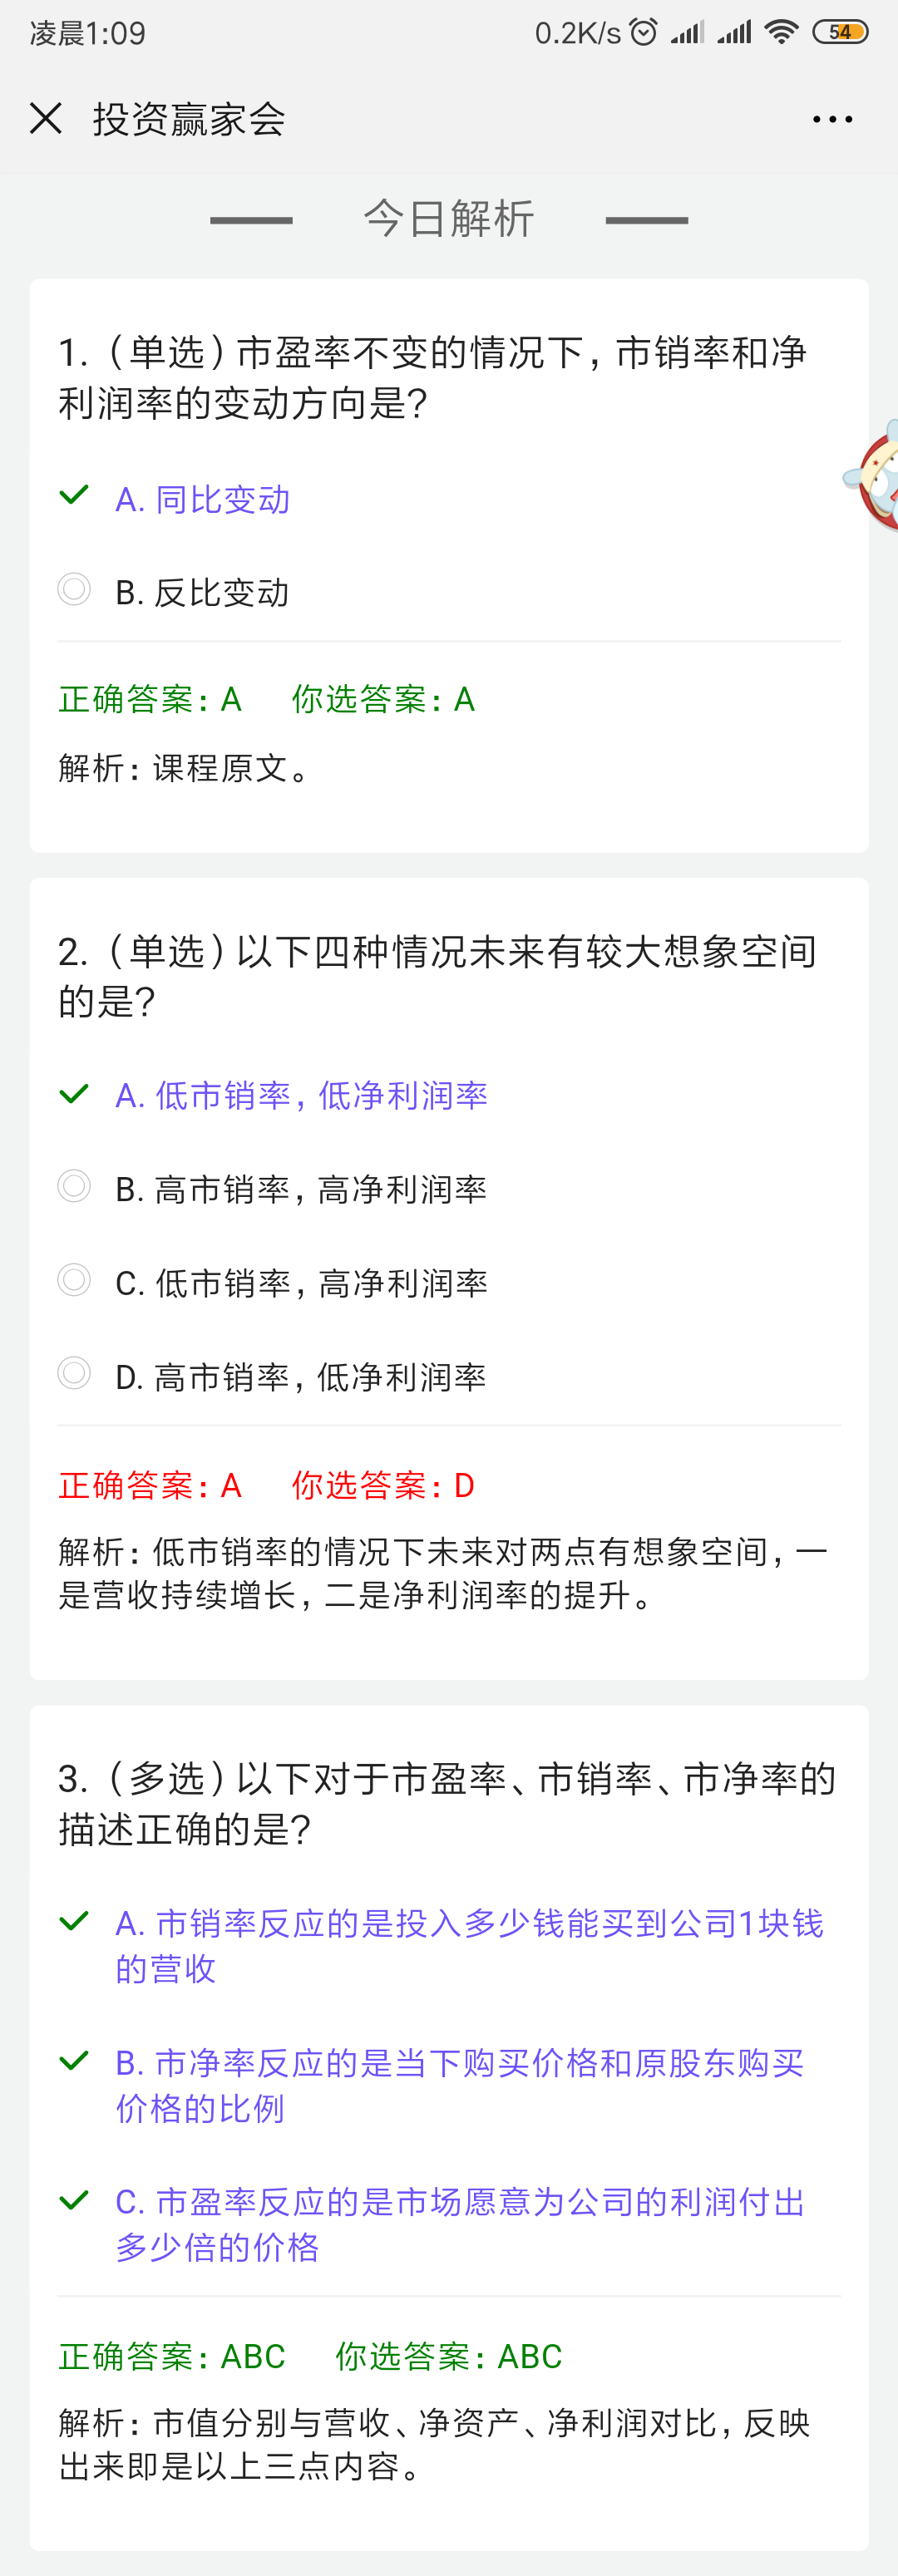 凌晨1:09
0.2K/s
54
投资赢家会
今日解析
1.（单选）市盈率不变的情况下，市销率和净
利润率的变动方向是?
A. 同比变动
B. 反比变动
正确答案：A 你选答案：A
解析：课程原文。
2.（单选）以下四种情况未来有较大想象空间
的是?
A. 低市销率，低净利润率
B. 高市销率，高净利润率
C. 低市销率，高净利润率
D. 高市销率，低净利润率
正确答案：A 你选答案：D
解析：低市销率的情况下未来对两点有想象空间，一
是营收持续增长，二是净利润率的提升。
3.（多选）以下对于市盈率、市销率、市净率的
描述正确的是?
A. 市销率反应的是投入多少钱能买到公司1块钱
的营收
B. 市净率反应的是当下购买价格和原股东购买
价格的比例
C. 市盈率反应的是市场愿意为公司的利润付出
多少倍的价格
正确答案：ABC 你选答案：ABC
解析：市值分别与营收、净资产、净利润对比，反映
出来即是以上三点内容。